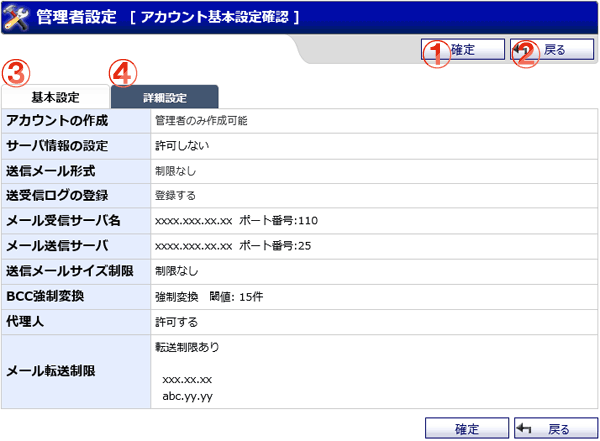 管理者設定 [ アカウント基本設定確認 ]
① 確定 ② 戻る
③ ④
基本設定 詳細設定
アカウントの作成 管理者のみ作成可能
サーバ情報の設定 許可しない
送信メール形式 制限なし
送受信ログの登録 登録する
メール受信サーバ名 xxxx.xxx.xx.xx ポート番号:110
メール送信サーバ xxxx.xxx.xx.xx ポート番号:25
送信メールサイズ制限 制限なし
BCC強制変換 強制変換 閾値: 15件
代理人 許可する
メール転送制限 転送制限あり
xxx.xx.xx
abc.yy.yy
確定 戻る